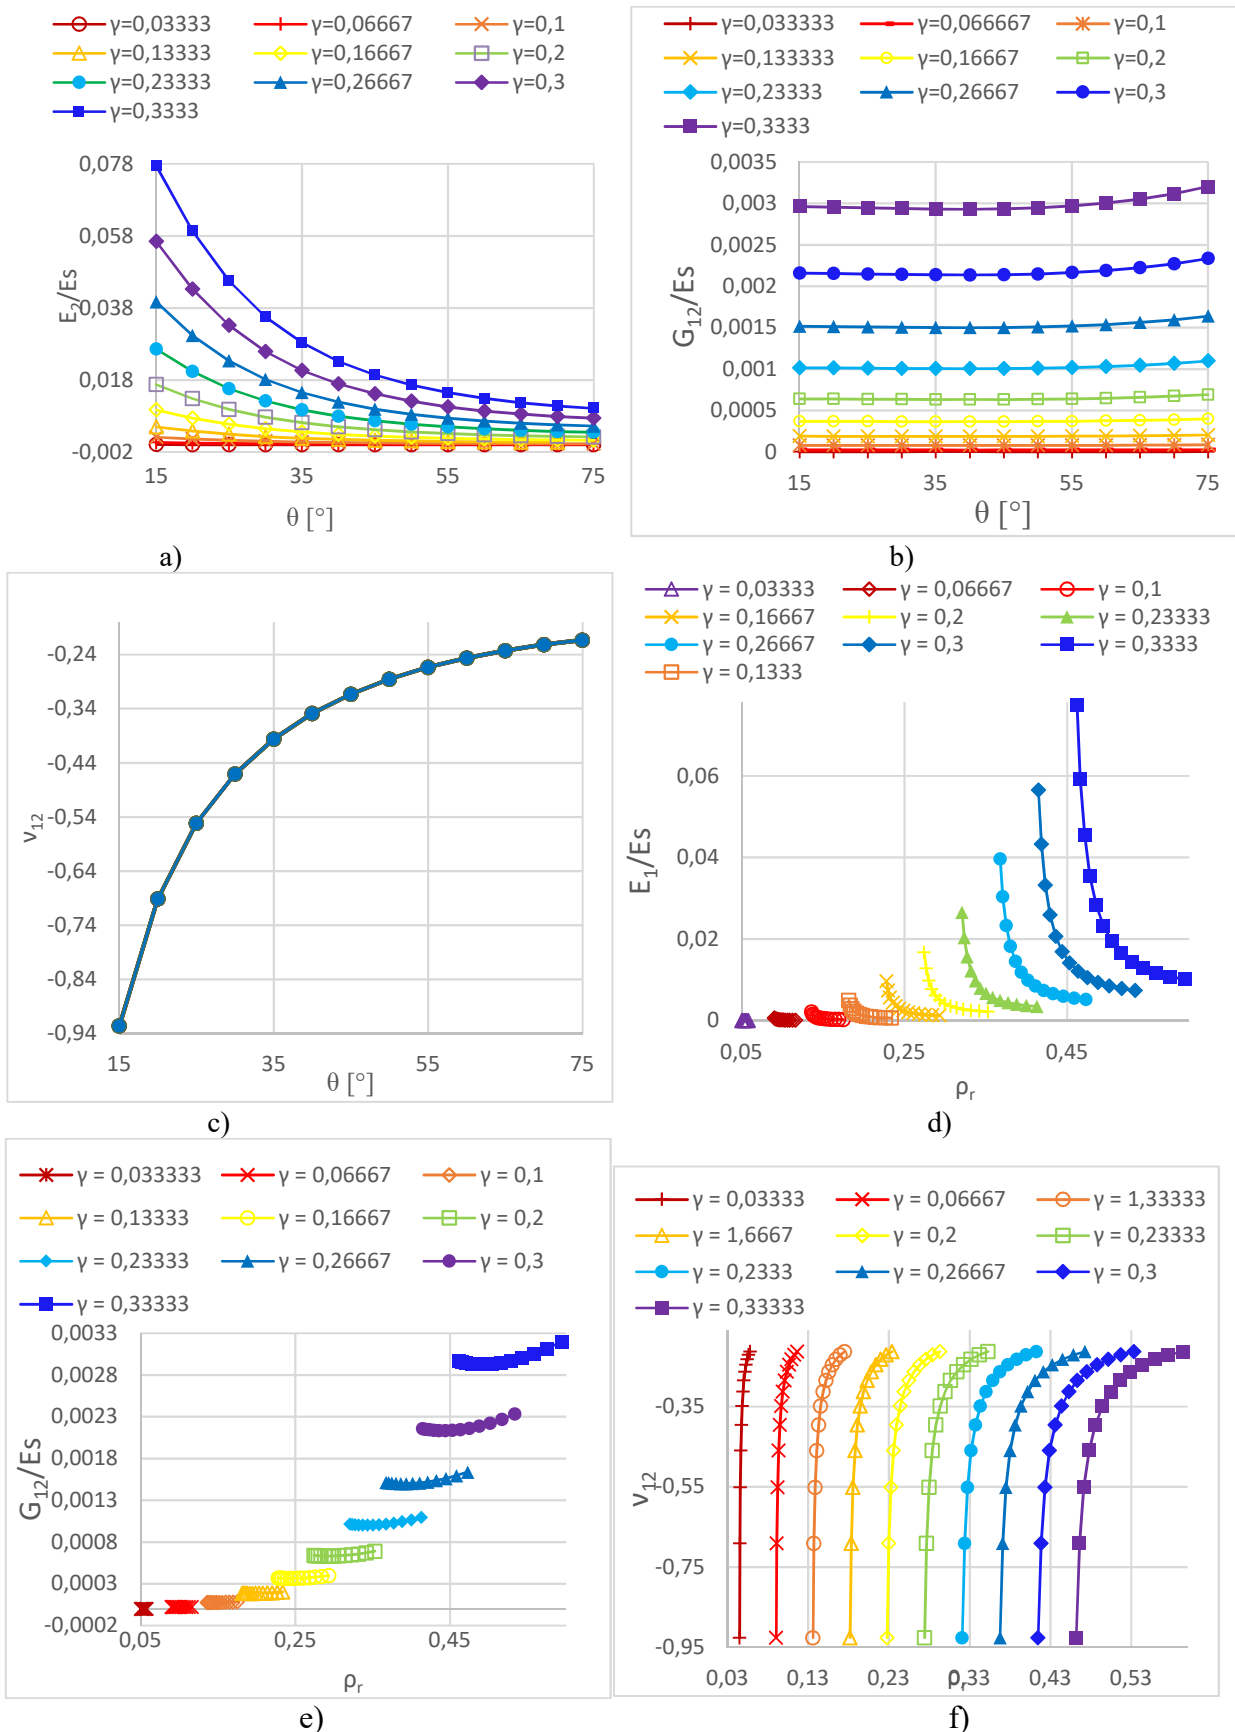 γ=0,03333 γ=0,06667 γ=0,1
γ=0,13333 γ=0,16667 γ=0,2
γ=0,23333 γ=0,26667 γ=0,3
γ=0,3333
0,078
0,058
0,038
0,018
-0,002
E2/Es
15 35 55 75
θ [°]
a)
γ=0,033333 γ=0,06667 γ=0,1
γ=0,133333 γ=0,16667 γ=0,2
γ=0,23333 γ=0,26667 γ=0,3
γ=0,3333
0,0035
0,003
0,0025
0,002
0,0015
0,001
0,0005
0
G12/Es
15 35 55 75
θ [°]
b)
-0,24
-0,34
-0,44
-0,54
-0,64
-0,74
-0,84
-0,94
ν12
15 35 55 75
θ [°]
c)
γ = 0,03333 γ = 0,06667 γ = 0,1
γ = 0,16667 γ = 0,2 γ = 0,23333
γ = 0,26667 γ = 0,3 γ = 0,3333
γ = 0,1333
0,06
0,04
0,02
0
E1/Es
0,05 0,25 0,45
ρr
d)
γ = 0,033333 γ = 0,06667 γ = 0,1
γ = 0,13333 γ = 0,16667 γ = 0,2
γ = 0,23333 γ = 0,26667 γ = 0,3
γ = 0,33333
0,0033
0,0028
0,0023
0,0018
0,0013
0,0008
0,0003
-0,0002
G12/Es
0,05 0,25 0,45
ρr
e)
γ = 0,03333 γ = 0,06667 γ = 1,33333
γ = 1,6667 γ = 0,2 γ = 0,23333
γ = 0,2333 γ = 0,26667 γ = 0,3
γ = 0,33333
-0,35
-0,55
-0,75
-0,95
ν12
0,03 0,13 0,23 0,33 0,43 0,53
ρr
f)